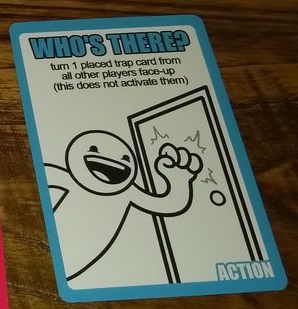 WHO'S THERE?
turn 1 placed trap card from
all other players face-up
(this does not activate them)
ACTION